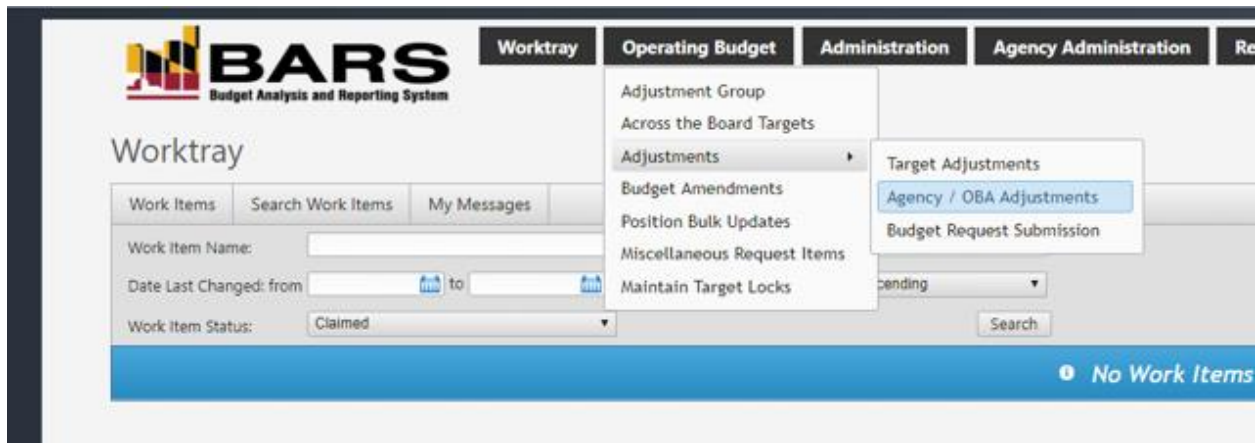 BARS
Budget Analysis and Reporting System
Worktray Operating Budget Administration Agency Administration Re
Adjustment Group
Across the Board Targets
Adjustments
Budget Amendments
Position Bulk Updates
Miscellaneous Request Items
Maintain Target Locks
Target Adjustments
Agency / OBA Adjustments
Budget Request Submission
Worktray
Work Items Search Work Items My Messages
Work Item Name:
Date Last Changed: from to cending
Work Item Status: Claimed Search
No Work Items